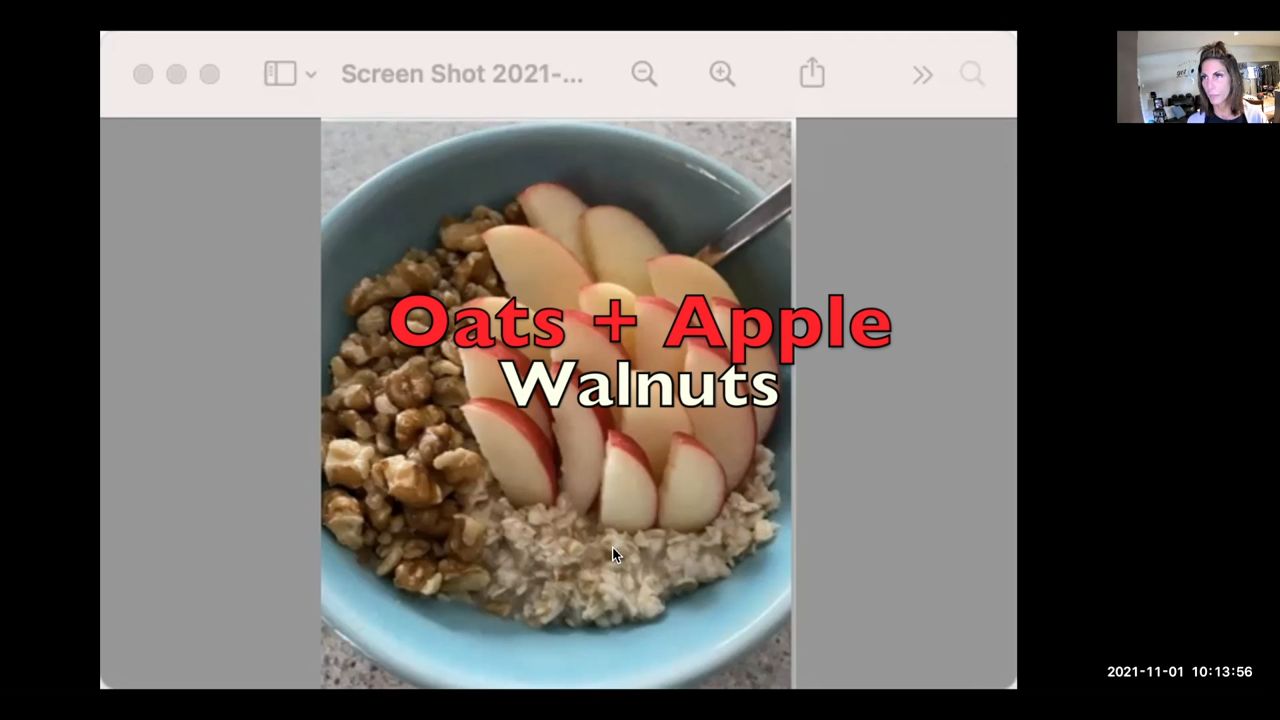 Screen Shot 2021-...
Oats + Apple
Walnuts
2021-11-01 10:13:56